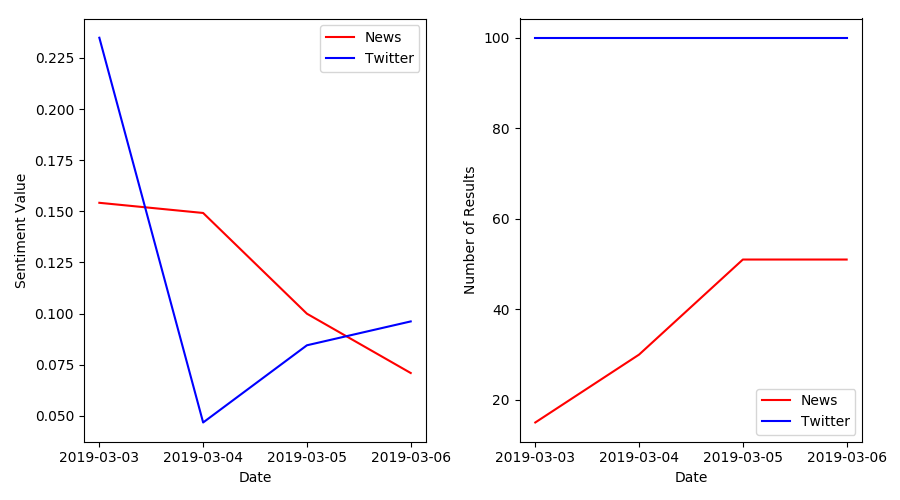 0.225
0.200
0.175
0.150
0.125
0.100
0.075
0.050
Sentiment Value
2019-03-03 2019-03-04 2019-03-05 2019-03-06
Date
News
Twitter
100
80
60
40
20
Number of Results
2019-03-03 2019-03-04 2019-03-05 2019-03-06
Date
News
Twitter